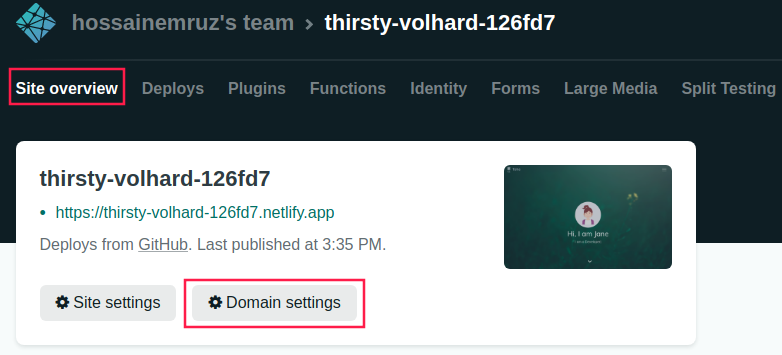 hossainemruz's team > thirsty-volhard-126fd7
Site overview Deploys Plugins Functions Identity Forms Large Media Split Testing
thirsty-volhard-126fd7
• https://thirsty-volhard-126fd7.netlify.app
Deploys from GitHub. Last published at 3:35 PM.
Hi, I am Jane
Site settings Domain settings